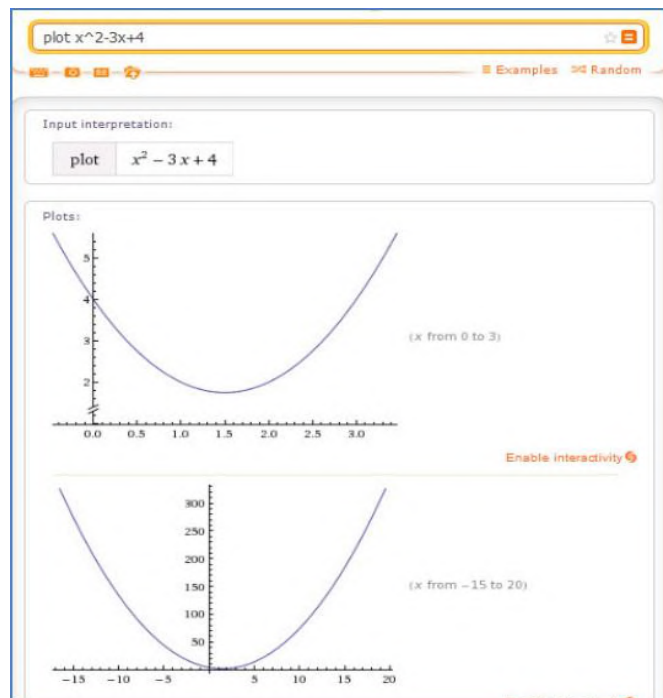 plot x^2-3x+4
Examples Random
Input interpretation:
plot x² − 3 x + 4
Plots:
5
4
3
2
0.0 0.5 1.0 1.5 2.0 2.5 3.0
(x from 0 to 3)
Enable interactivity
300
250
200
150
100
50
−15 −10 −5 5 10 15 20
(x from −15 to 20)